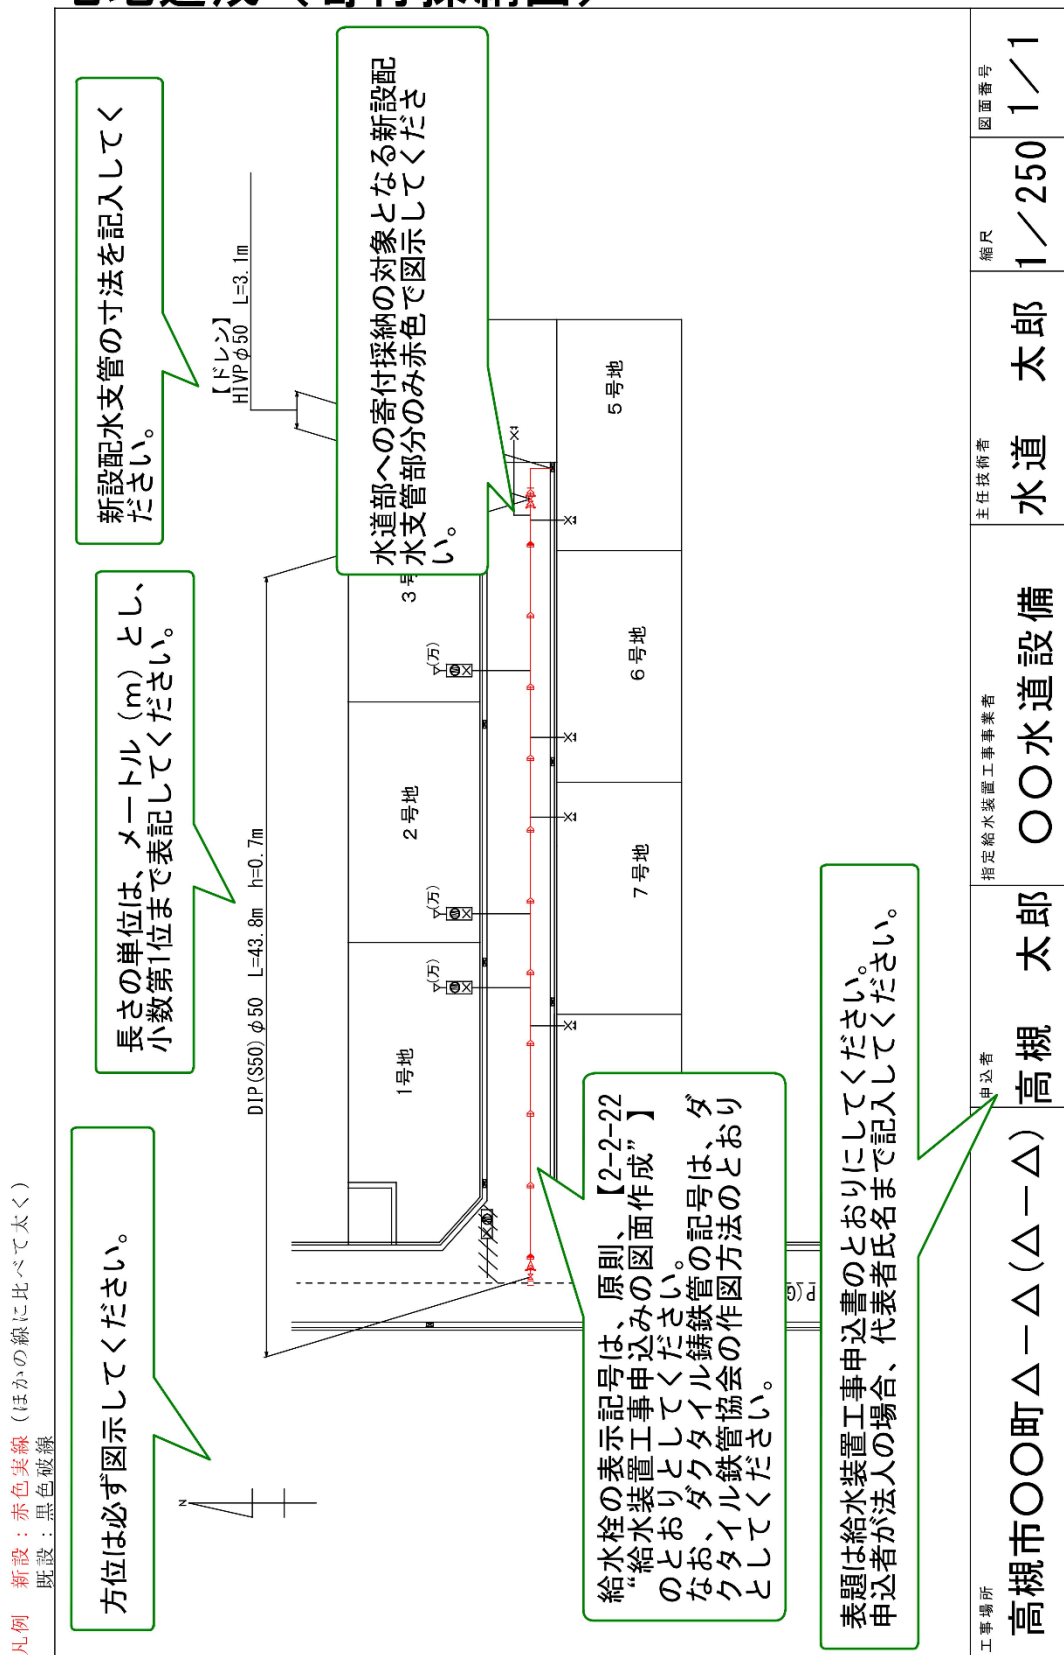 凡例　新設：赤色実線（ほかの線に比べて太く）
既設：黒色破線
方位は必ず図示してください。
長さの単位は、メートル（m）とし、
小数第1位まで表記してください。
新設配水支管の寸法を記入してく
ださい。
水道部への寄付採納の対象となる新設配
水支管部分のみ赤色で図示してくださ
い。
【ドレン】
HIVPφ50　L=3.1m
DIP(S50)φ50　L=43.8m　h=0.7m
N
1号地
2号地
3号
5号地
6号地
7号地
(万)
(万)
(万)
P(G)
給水栓の表示記号は、原則、【2-2-22
“給水装置工事申込みの図面作成”】
のとおりとしてください。
なお、ダクタイル鋳鉄管の記号は、ダ
クタイル鉄管協会の作図方法のとおり
としてください。
表題は給水装置工事申込書のとおりにしてください。
申込者が法人の場合、代表者氏名まで記入してください。
工事場所
高槻市〇〇町△－△（△－△）
申込者
高槻　太郎
指定給水装置工事事業者
〇〇水道設備
主任技術者
水道　太郎
縮尺
1／250
図面番号
1／1